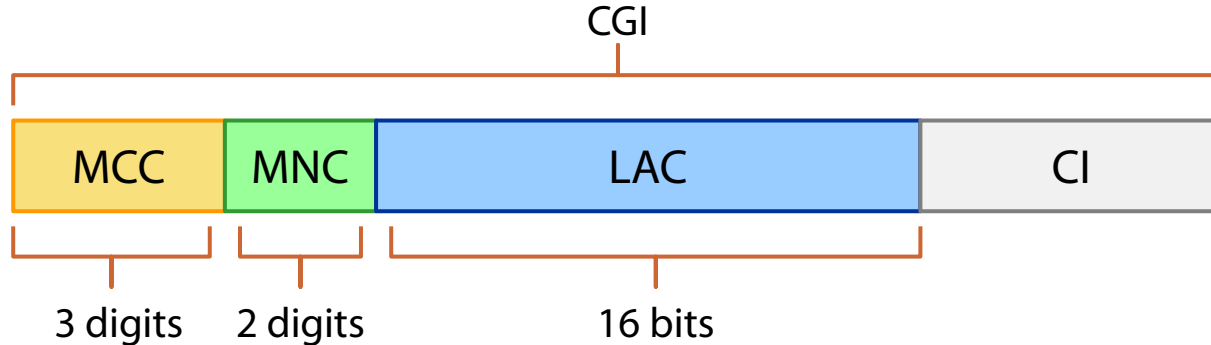 CGI
MCC MNC LAC CI
3 digits 2 digits 16 bits